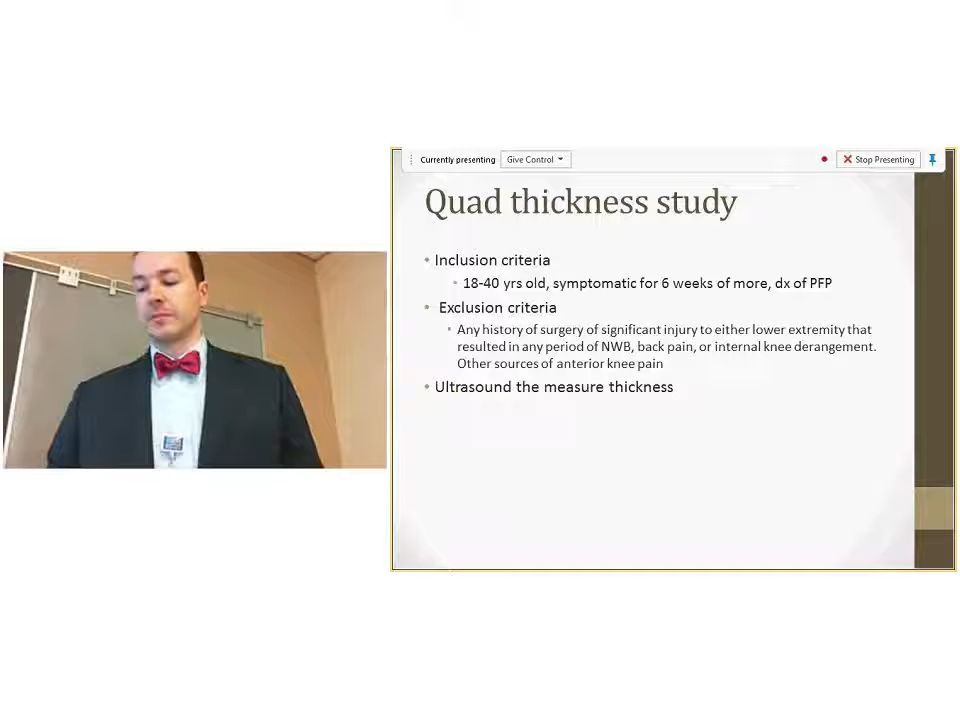 Currently presenting Give Control Stop Presenting
Quad thickness study
• Inclusion criteria
• 18-40 yrs old, symptomatic for 6 weeks of more, dx of PFP
• Exclusion criteria
• Any history of surgery of significant injury to either lower extremity that
resulted in any period of NWB, back pain, or internal knee derangement.
Other sources of anterior knee pain
• Ultrasound the measure thickness